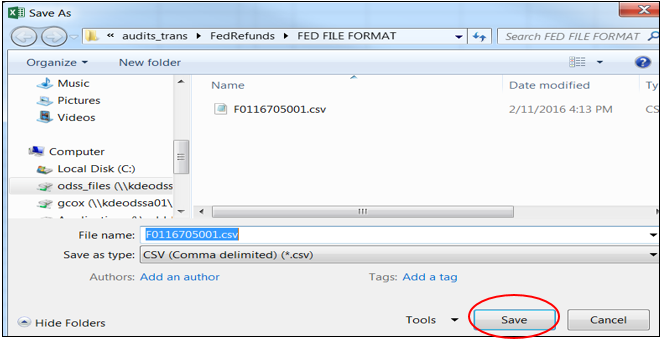 Save As
« audits_trans ▸ FedRefunds ▸ FED FILE FORMAT
Search FED FILE FORMAT
Organize
New folder
Name
Date modified
Ty
Music
Pictures
Videos
F0116705001.csv
2/11/2016 4:13 PM
CS
Computer
Local Disk (C:)
odss_files (\\kdeodss
gcox (\\kdeodssa01\
File name:
F0116705001.csv
Save as type:
CSV (Comma delimited) (*.csv)
Authors:
Add an author
Tags:
Add a tag
Hide Folders
Tools
Save
Cancel